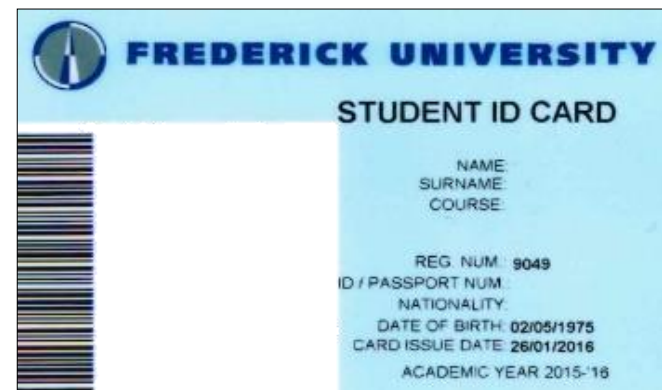 FREDERICK UNIVERSITY
STUDENT ID CARD
NAME:
SURNAME:
COURSE:
REG. NUM.: 9049
ID / PASSPORT NUM.:
NATIONALITY:
DATE OF BIRTH: 02/05/1975
CARD ISSUE DATE: 26/01/2016
ACADEMIC YEAR 2015-'16